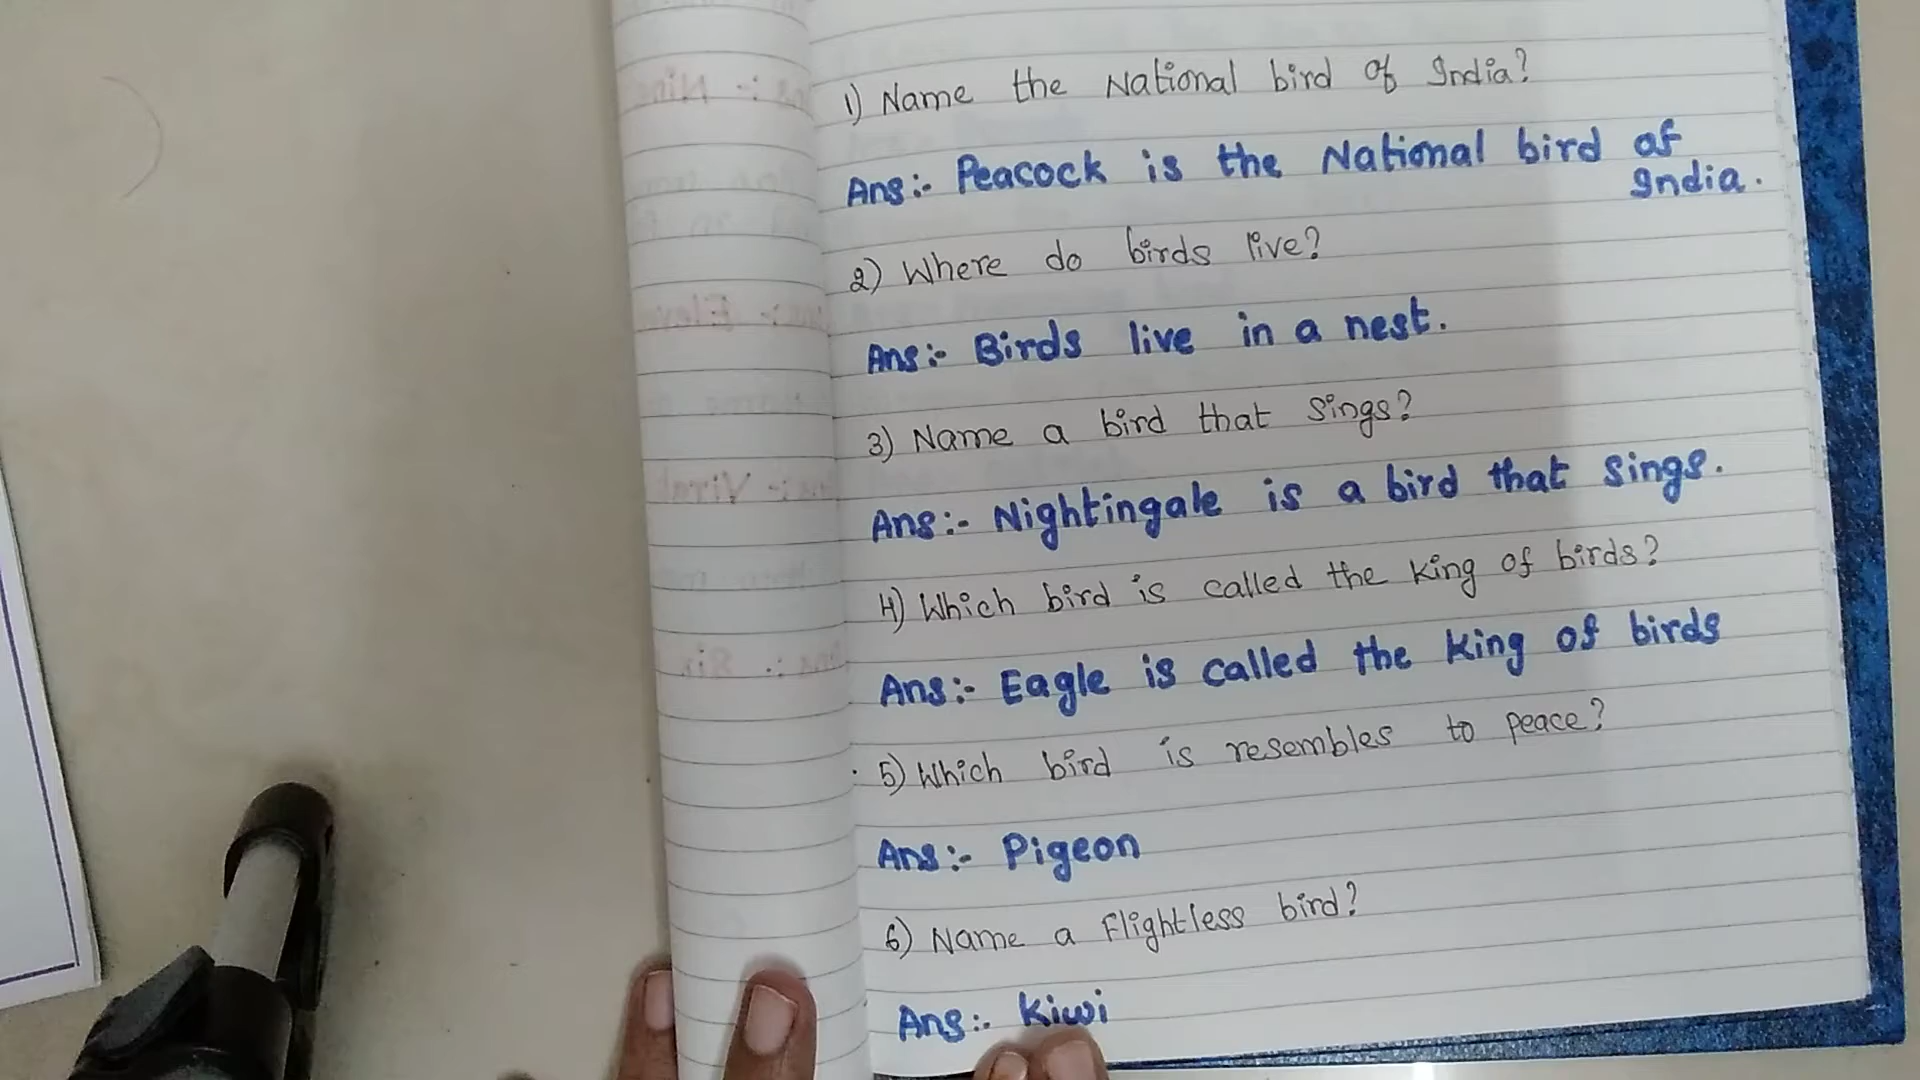 1) Name the National bird of India?
Ans:- Peacock is the National bird of
India.
2) Where do birds live?
Ans:- Birds live in a nest.
3) Name a bird that Sings?
Ans:- Nightingale is a bird that Sings.
4) Which bird is called the king of birds?
Ans:- Eagle is called the king of birds
5) Which bird is resembles to peace?
Ans:- Pigeon
6) Name a Flightless bird?
Ans:- Kiwi